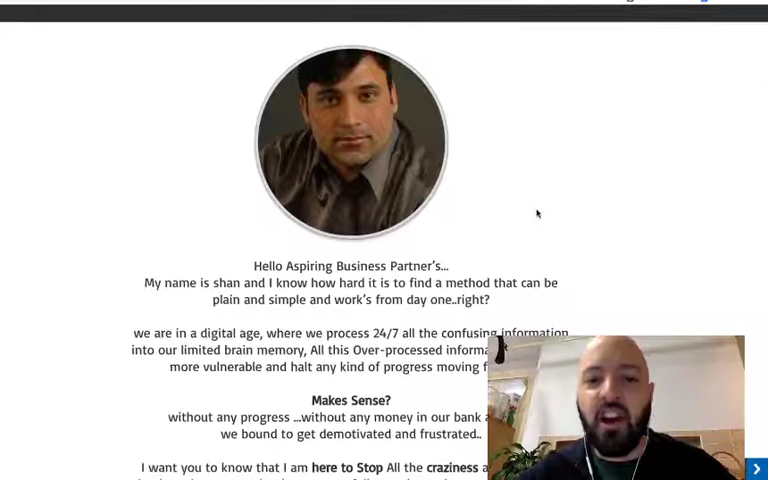 Hello Aspiring Business Partner's...
My name is shan and I know how hard it is to find a method that can be
plain and simple and work's from day one..right?
we are in a digital age, where we process 24/7 all the confusing information
into our limited brain memory, All this Over-processed
more vulnerable and halt any kind of progress moving
Makes Sense?
without any progress ...without any money in our bank
we bound to get demotivated and frustrated..
I want you to know that I am here to Stop All the craziness